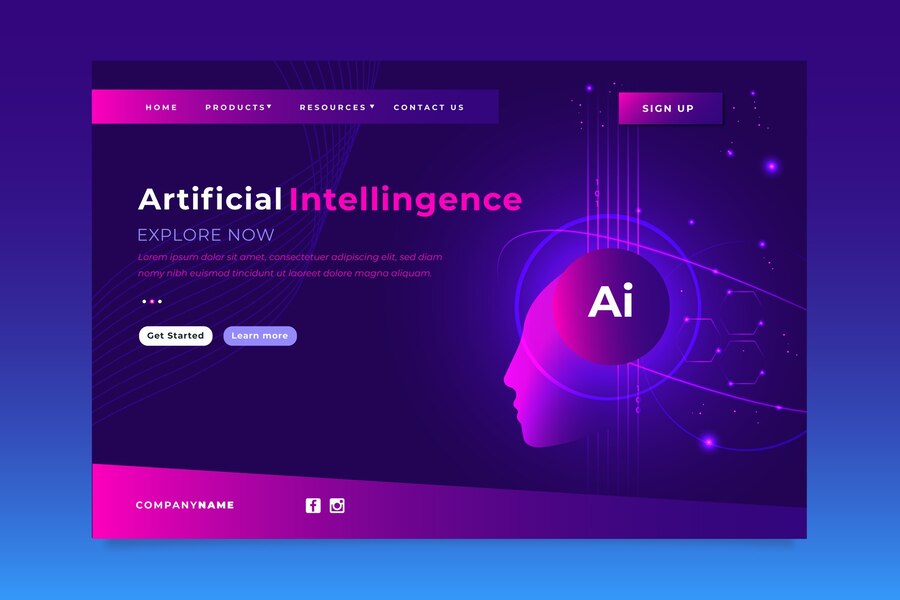 HOME PRODUCTS RESOURCES CONTACT US
SIGN UP
Artificial Intellingence
EXPLORE NOW
Lorem ipsum dolor sit amet, consectetuer adipiscing elit, sed diam
nomy nibh euismod tincidunt ut laoreet dolore magna aliquam.
Get Started Learn more
Ai
COMPANYNAME